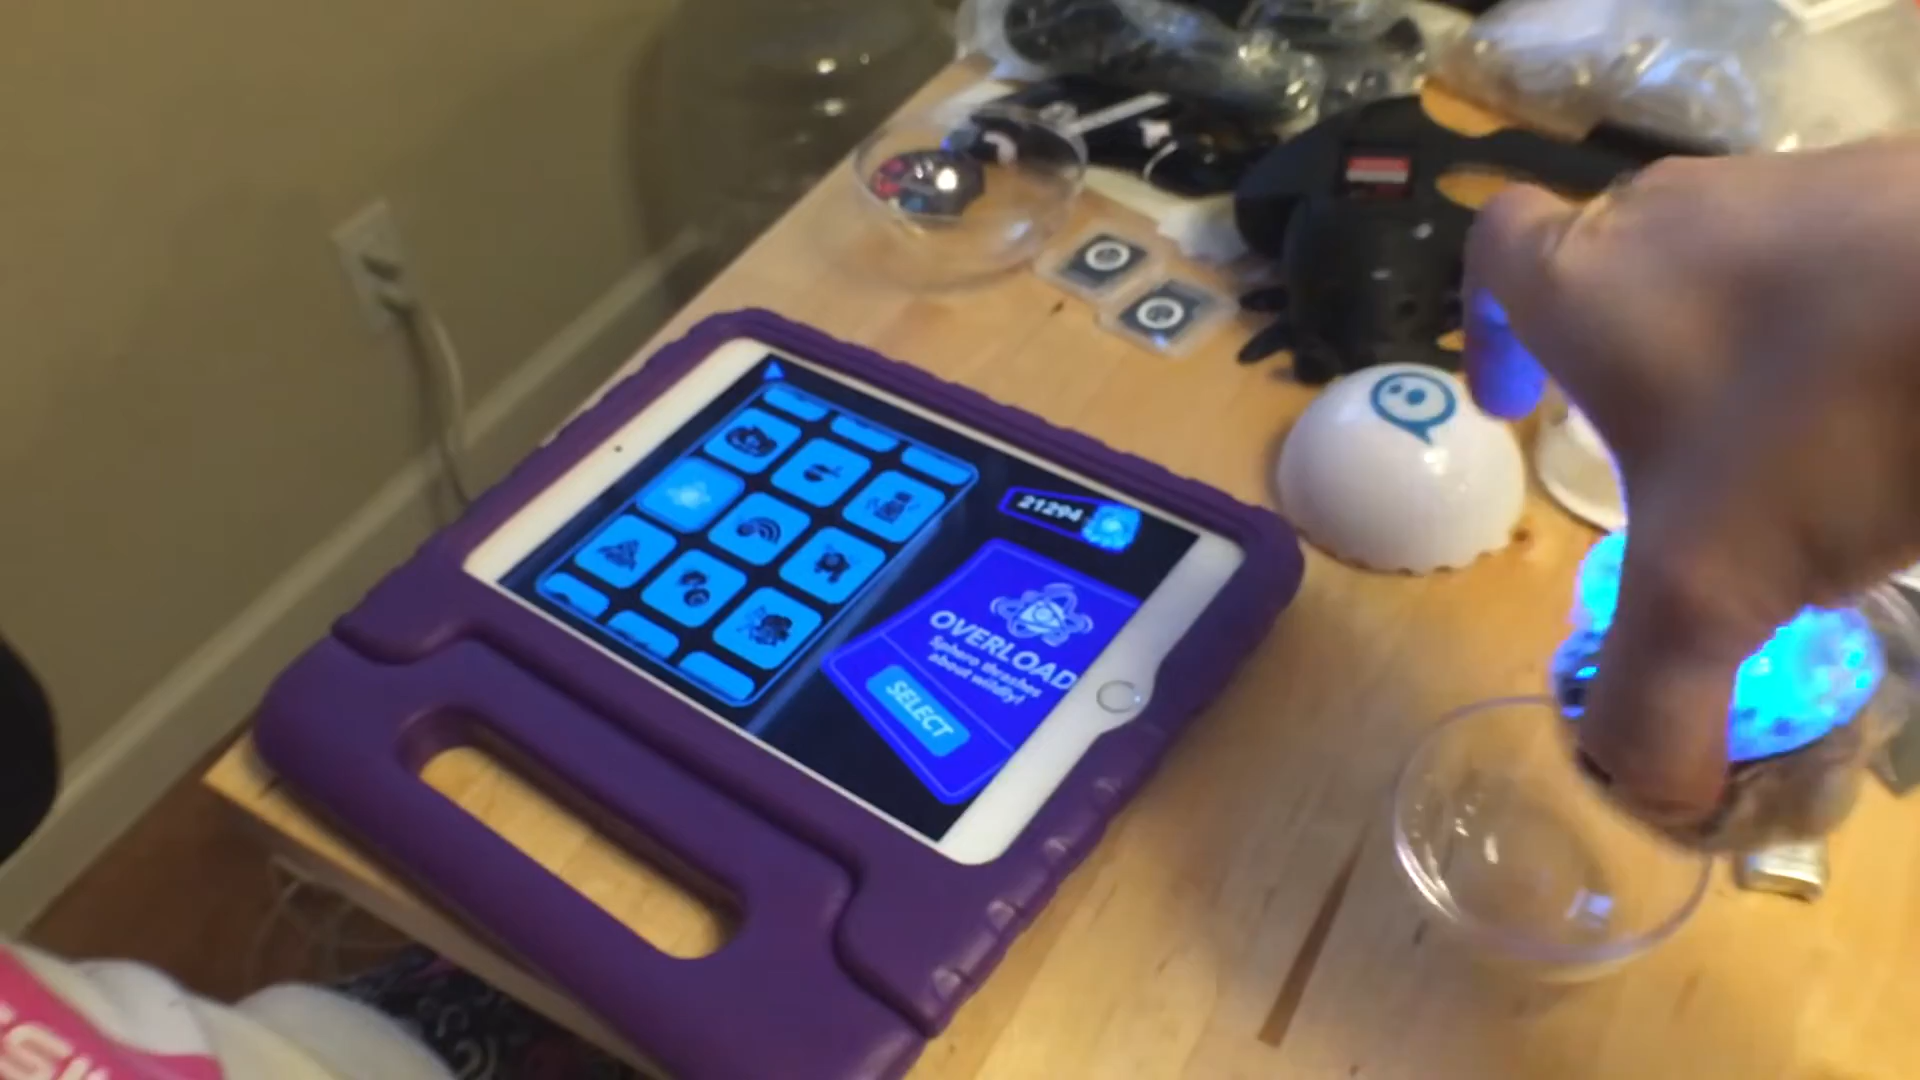 21294
OVERLOAD
Sphero thrashes
about wildly!
SELECT